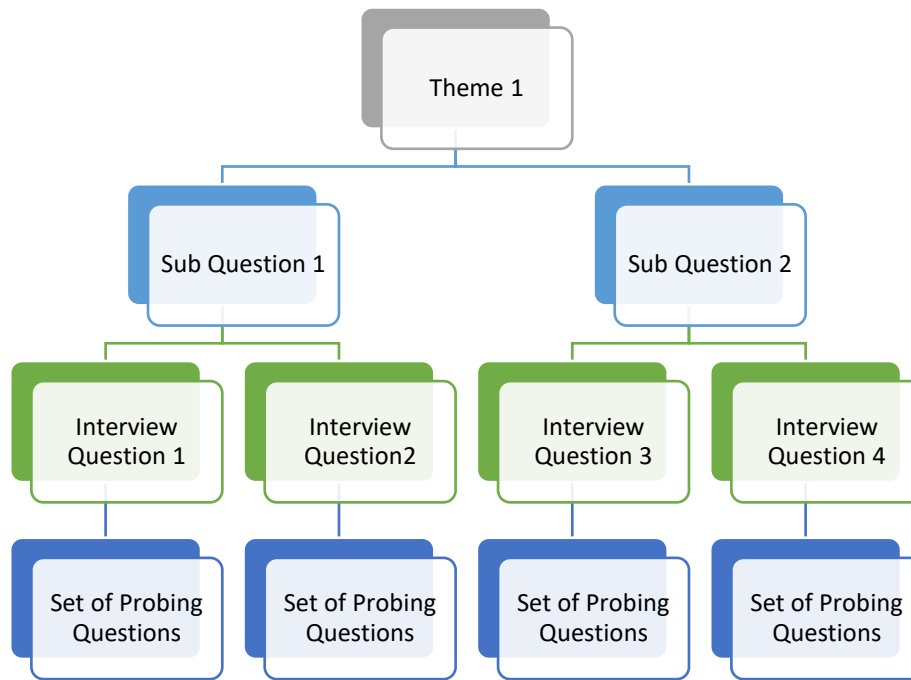 Theme 1
Sub Question 1
Sub Question 2
Interview
Question 1
Interview
Question2
Interview
Question 3
Interview
Question 4
Set of Probing
Questions
Set of Probing
Questions
Set of Probing
Questions
Set of Probing
Questions